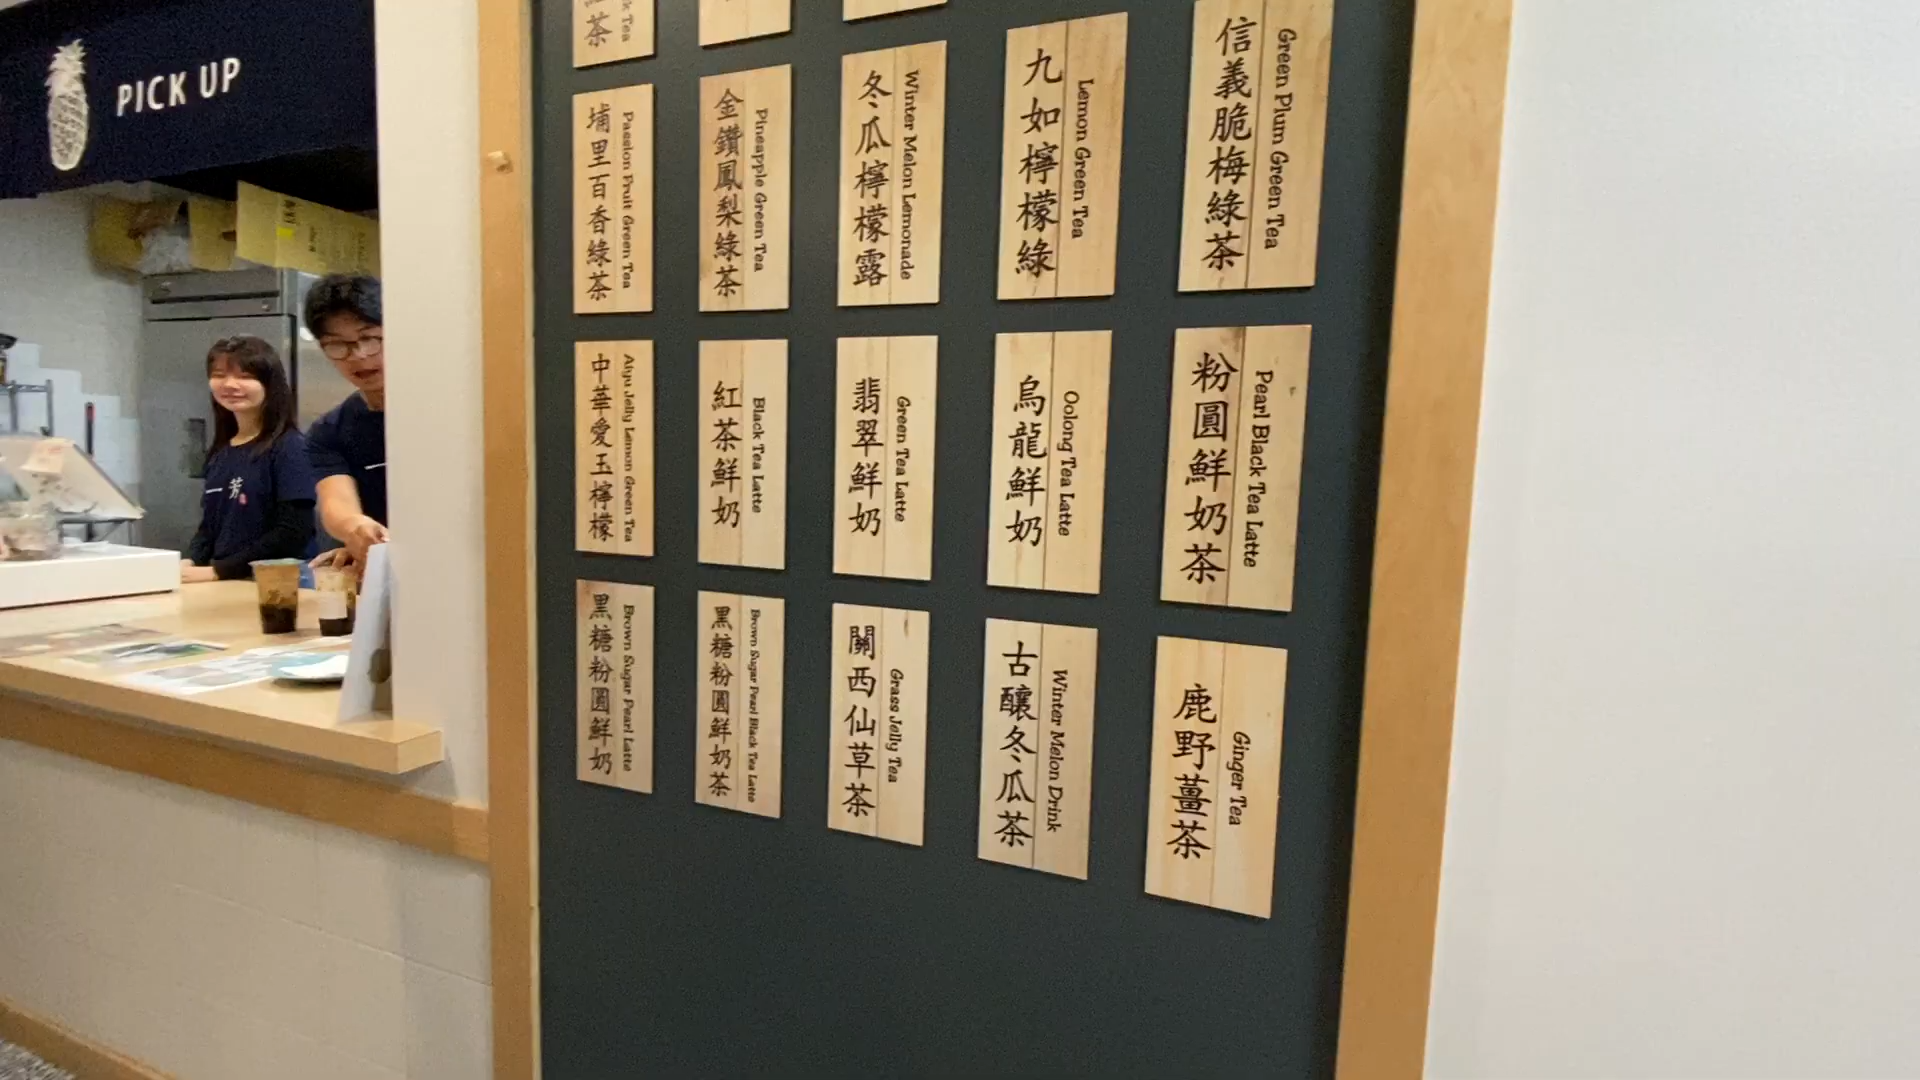 PICK UP
一芳
茶
k Tea
埔里百香綠茶
Passion Fruit Green Tea
金鑽鳳梨綠茶
Pineapple Green Tea
冬瓜檸檬露
Winter Melon Lemonade
九如檸檬綠
Lemon Green Tea
信義脆梅綠茶
Green Plum Green Tea
中華愛玉檸檬
Aiyu Jelly Lemon Green Tea
紅茶鮮奶
Black Tea Latte
翡翠鮮奶
Green Tea Latte
烏龍鮮奶
Oolong Tea Latte
粉圓鮮奶茶
Pearl Black Tea Latte
黑糖粉圓鮮奶
Brown Sugar Pearl Latte
黑糖粉圓鮮奶茶
Brown Sugar Pearl Black Tea Latte
關西仙草茶
Grass Jelly Tea
古釀冬瓜茶
Winter Melon Drink
鹿野薑茶
Ginger Tea